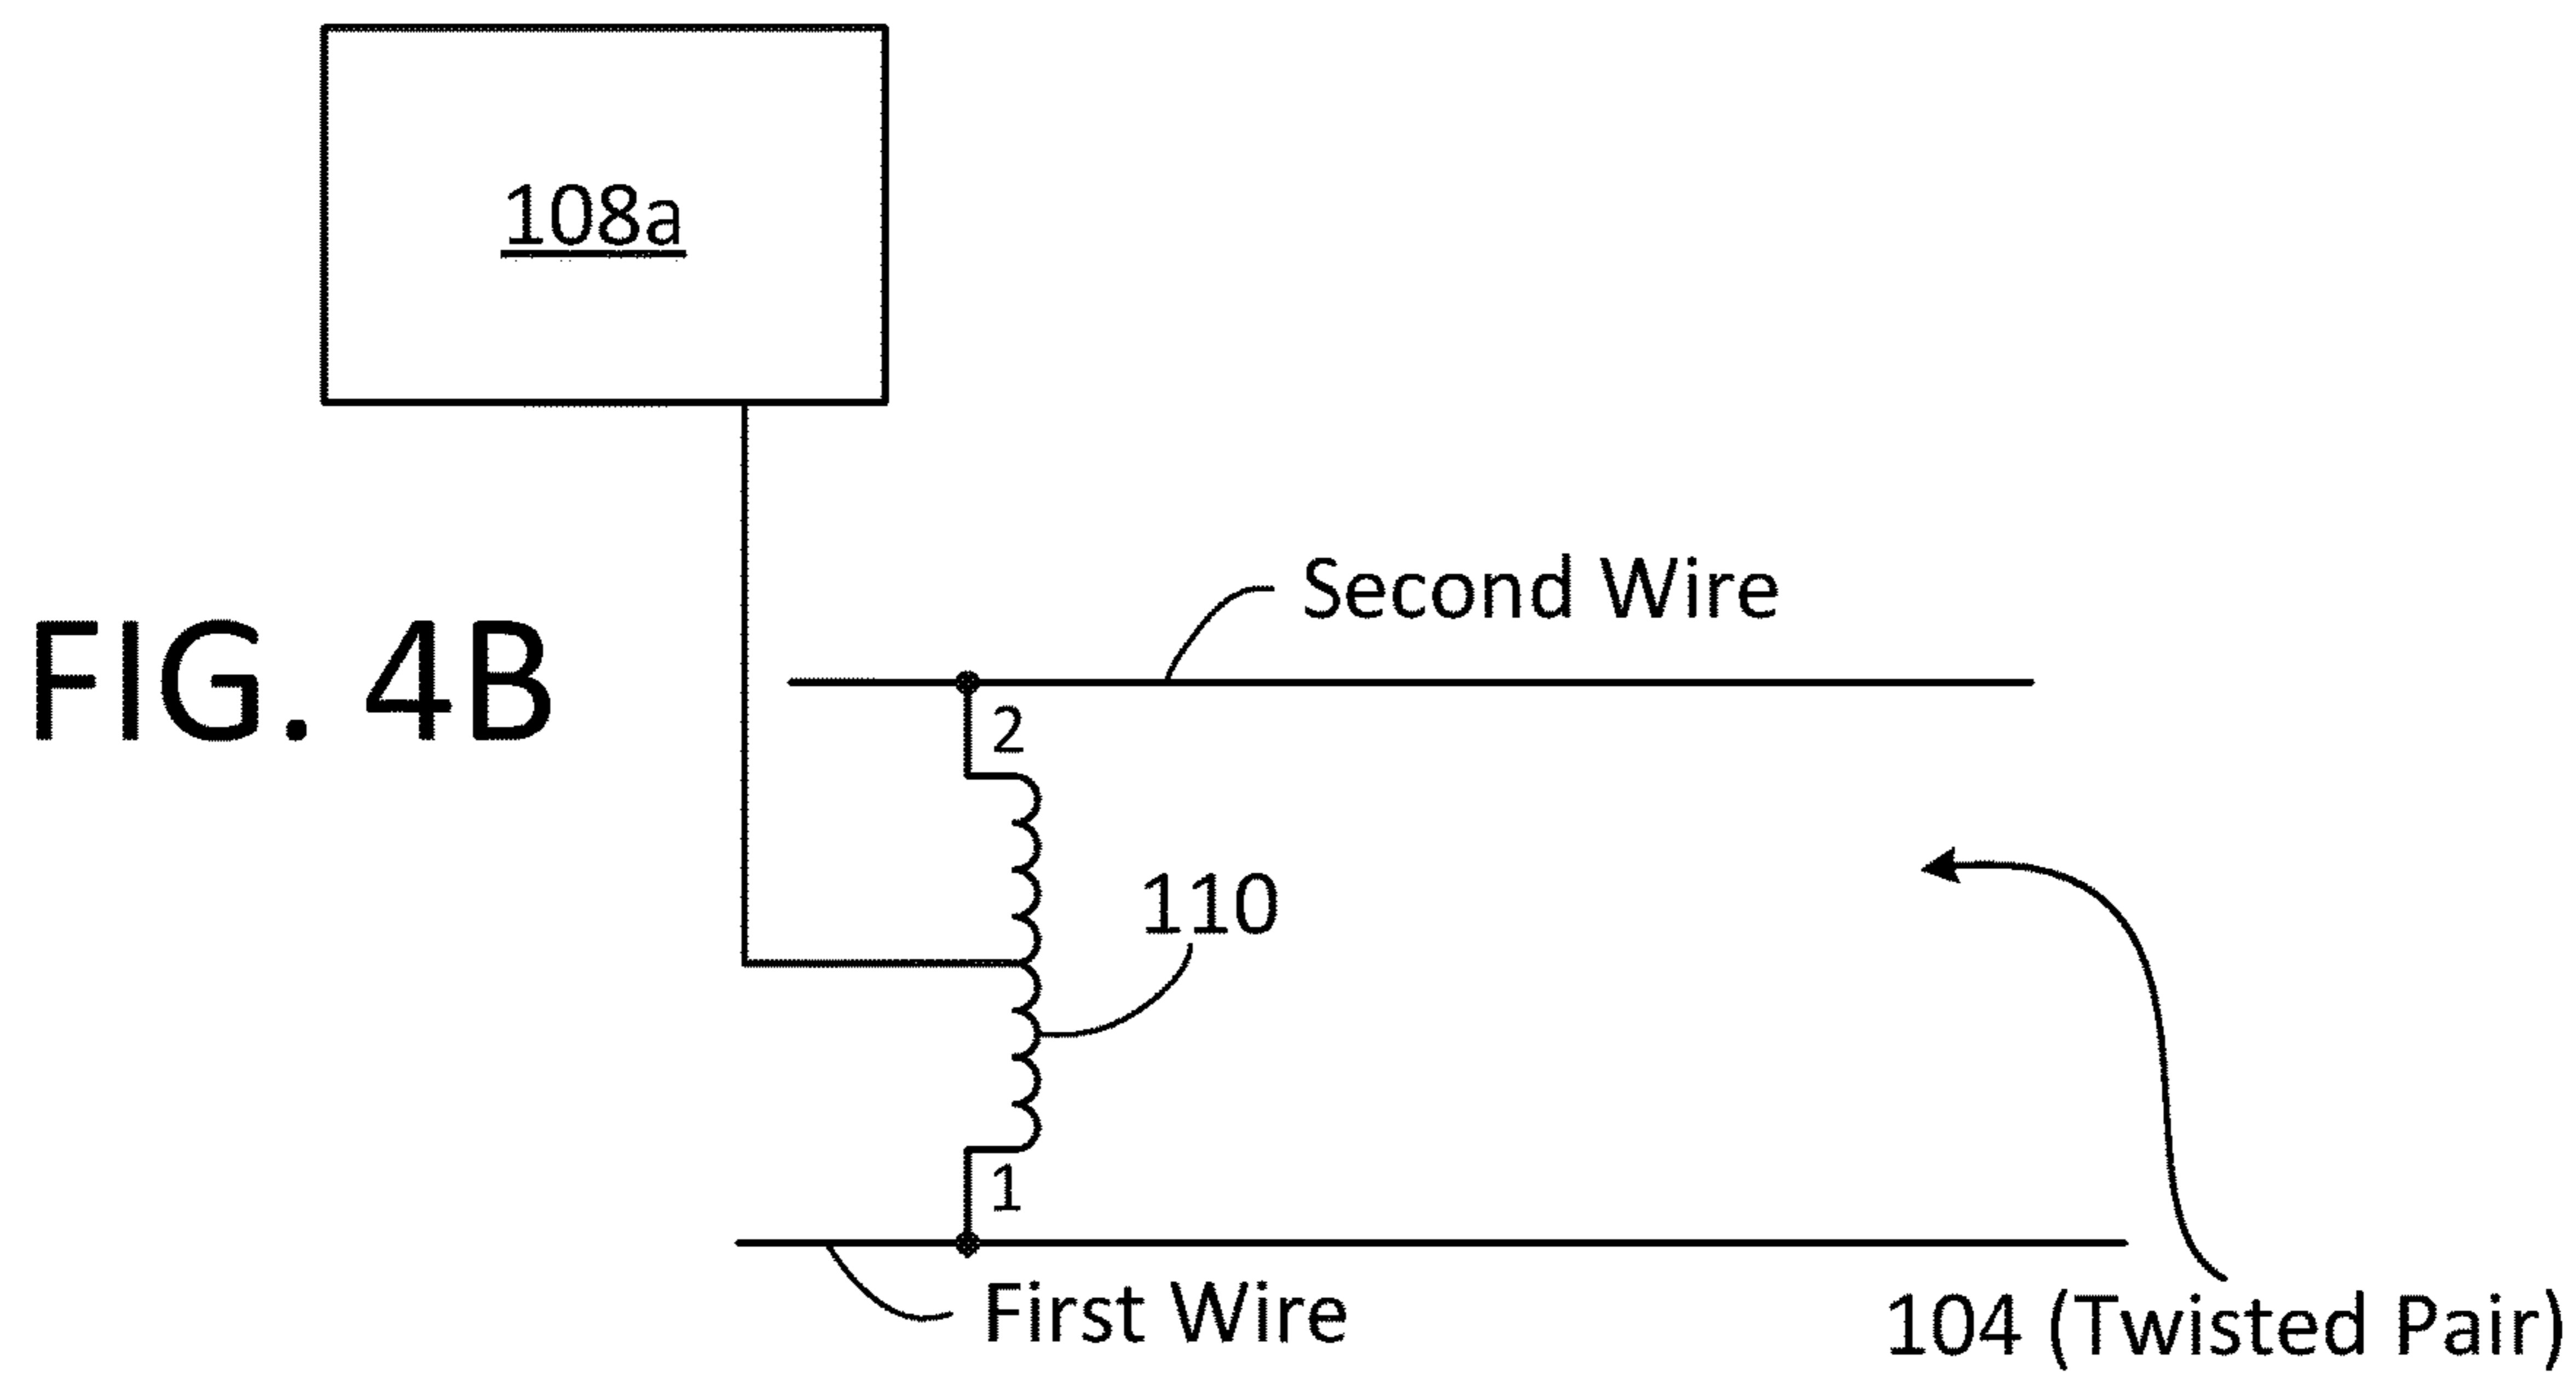 108a
Second Wire
FIG. 4B
2
110
1
First Wire
104 (Twisted Pair)